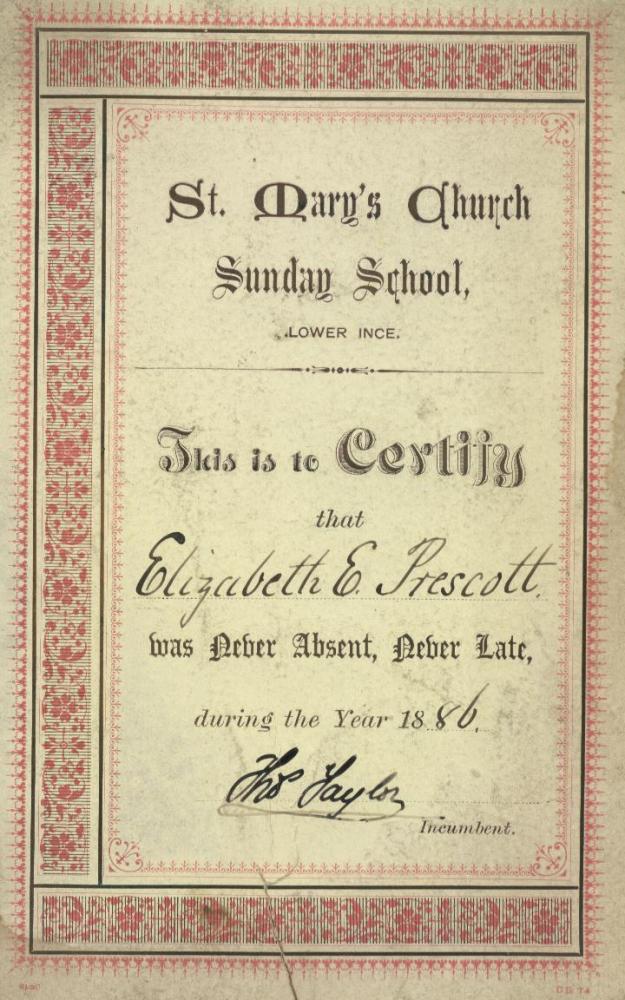 St. Mary's Church
Sunday School,
LOWER INCE.
This is to Certify
that
Elizabeth E. Prescott.
was Never Absent, Never Late,
during the Year 1886.
Thos Taylor
Incumbent.